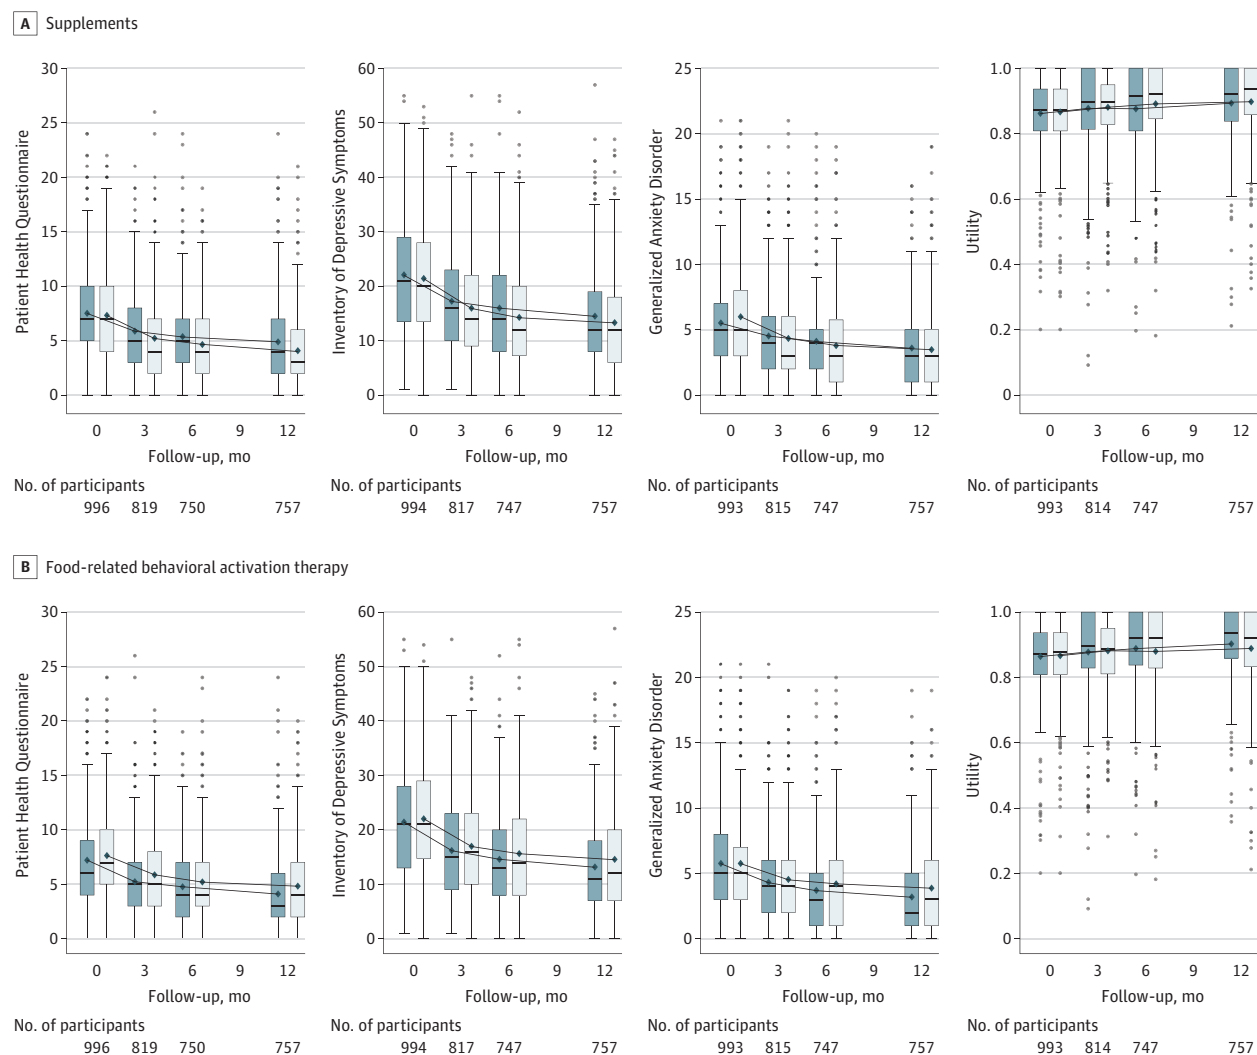 A Supplements
30
25
20
15
10
5
0
Patient Health Questionnaire
0 3 6 9 12
Follow-up, mo
No. of participants
996 819 750 757
60
50
40
30
20
10
0
Inventory of Depressive Symptoms
0 3 6 9 12
Follow-up, mo
No. of participants
994 817 747 757
25
20
15
10
5
0
Generalized Anxiety Disorder
0 3 6 9 12
Follow-up, mo
No. of participants
993 815 747 757
1.0
0.8
0.6
0.4
0.2
0
Utility
0 3 6 9 12
Follow-up, mo
No. of participants
993 814 747 757
B Food-related behavioral activation therapy
30
25
20
15
10
5
0
Patient Health Questionnaire
0 3 6 9 12
Follow-up, mo
No. of participants
996 819 750 757
60
50
40
30
20
10
0
Inventory of Depressive Symptoms
0 3 6 9 12
Follow-up, mo
No. of participants
994 817 747 757
25
20
15
10
5
0
Generalized Anxiety Disorder
0 3 6 9 12
Follow-up, mo
No. of participants
993 815 747 757
1.0
0.8
0.6
0.4
0.2
0
Utility
0 3 6 9 12
Follow-up, mo
No. of participants
993 814 747 757